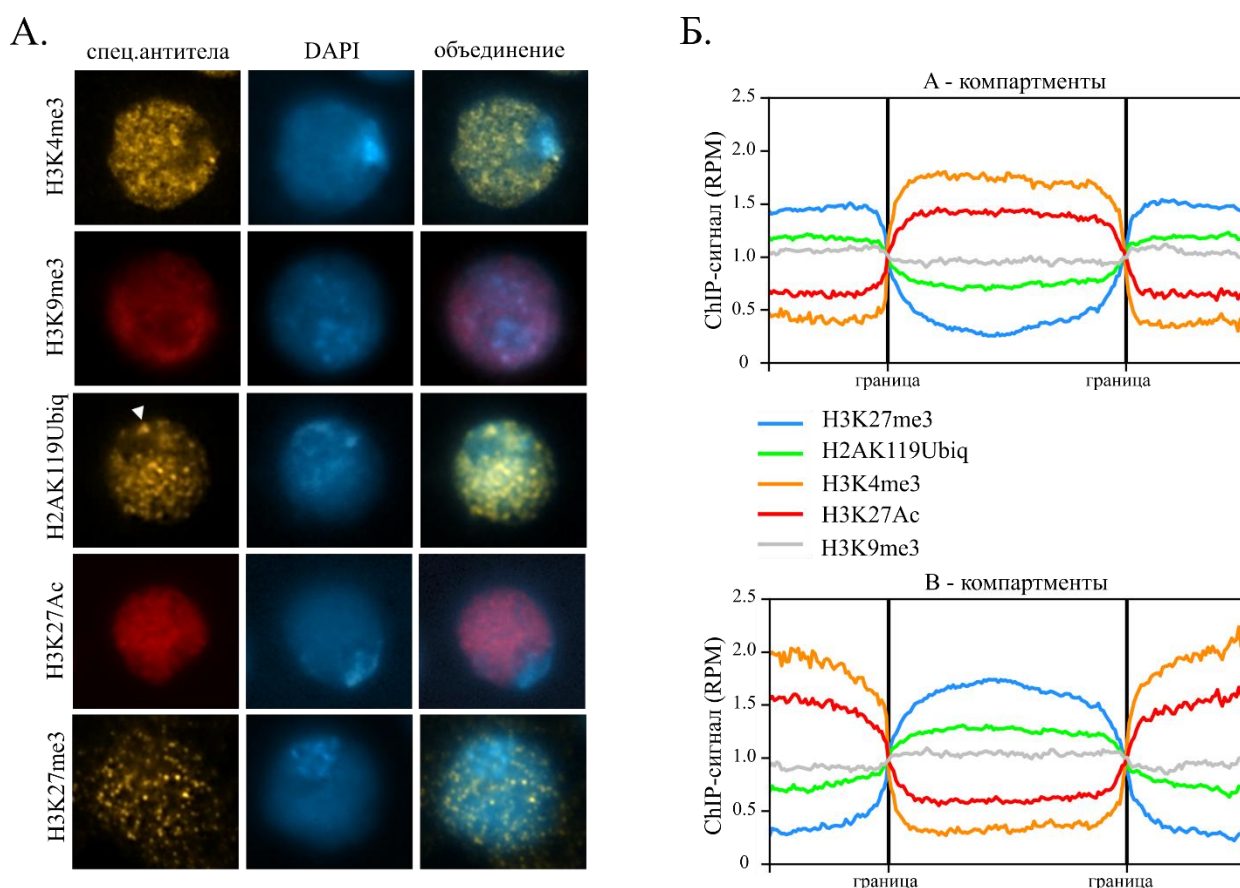 А.
спец.антитела
DAPI
объединение
H3K4me3
H3K9me3
H2AK119Ubiq
H3K27Ac
H3K27me3
Б.
А - компартменты
ChIP-сигнал (RPM)
2.5
2.0
1.5
1.0
0.5
0
граница
граница
H3K27me3
H2AK119Ubiq
H3K4me3
H3K27Ac
H3K9me3
В - компартменты
ChIP-сигнал (RPM)
2.5
2.0
1.5
1.0
0.5
0
граница
граница